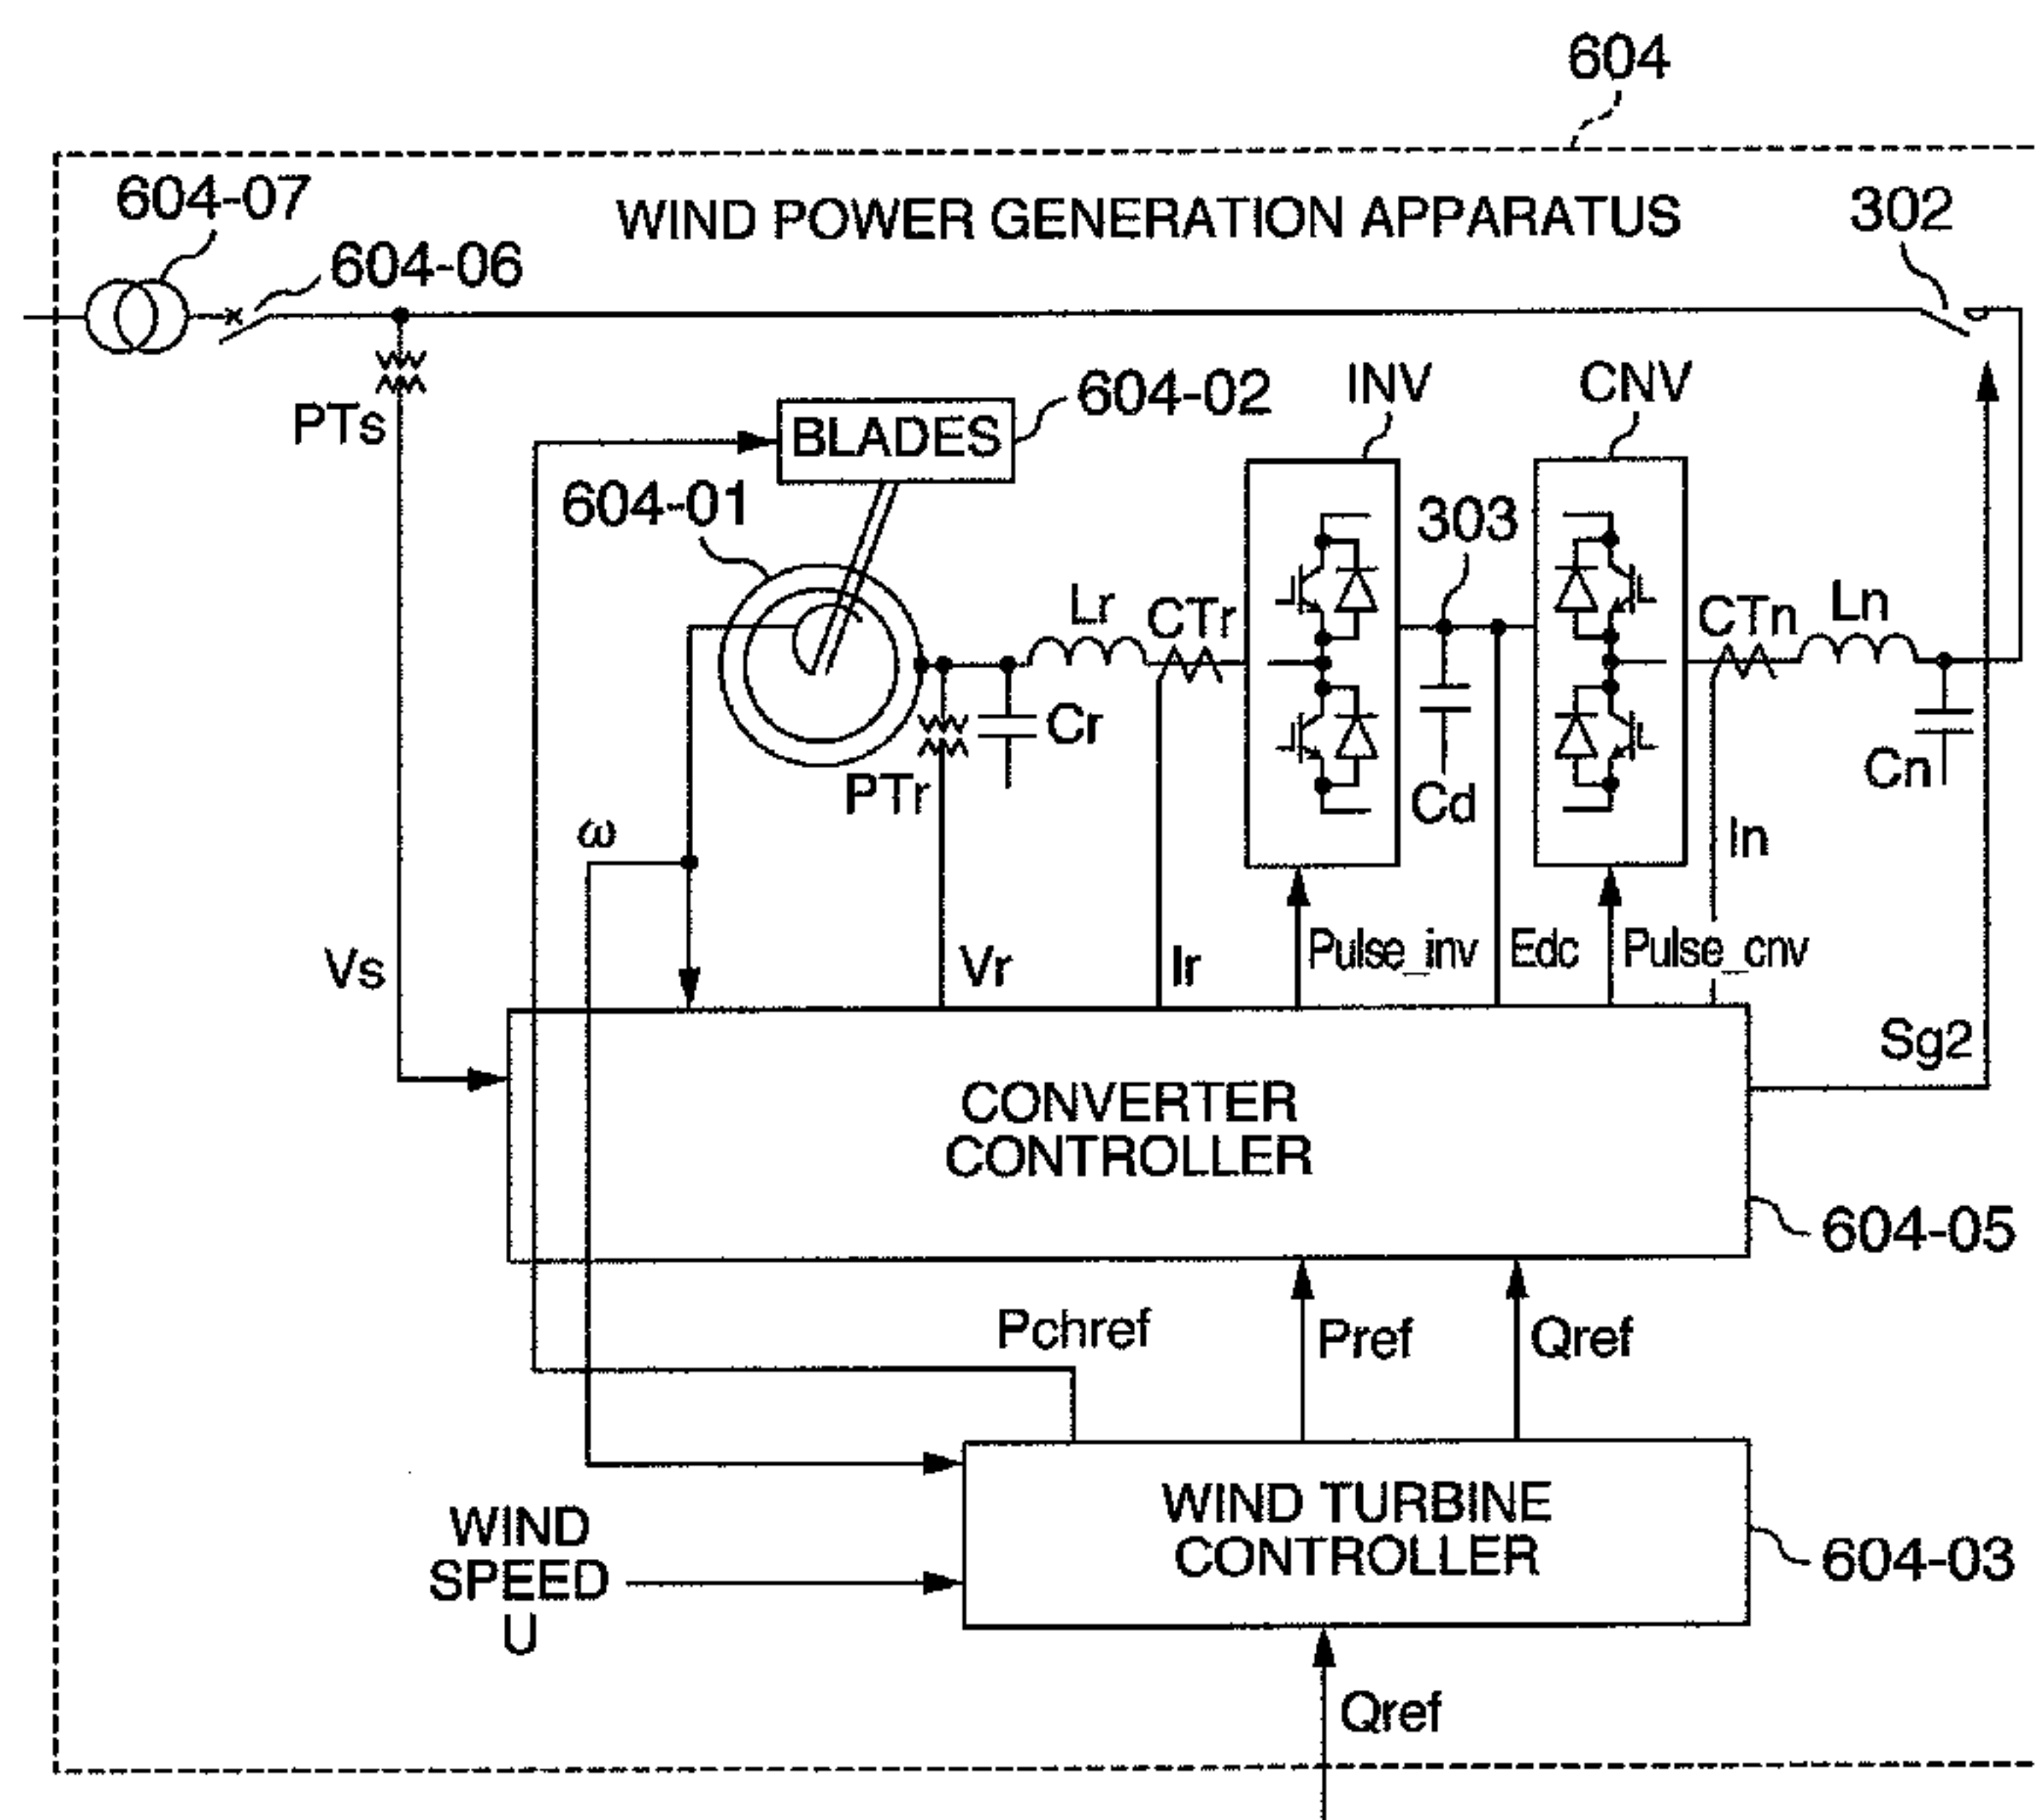 604
604-07
WIND POWER GENERATION APPARATUS
302
604-06
PTs
BLADES
604-02
INV
CNV
604-01
303
Lr
CTr
CTn
Ln
Cr
PTr
Cd
Cn
ω
In
Vs
Vr
Ir
Pulse_inv
Edc
Pulse_cnv
Sg2
CONVERTER
CONTROLLER
604-05
Pchref
Pref
Qref
WIND TURBINE
CONTROLLER
604-03
WIND
SPEED
U
Qref